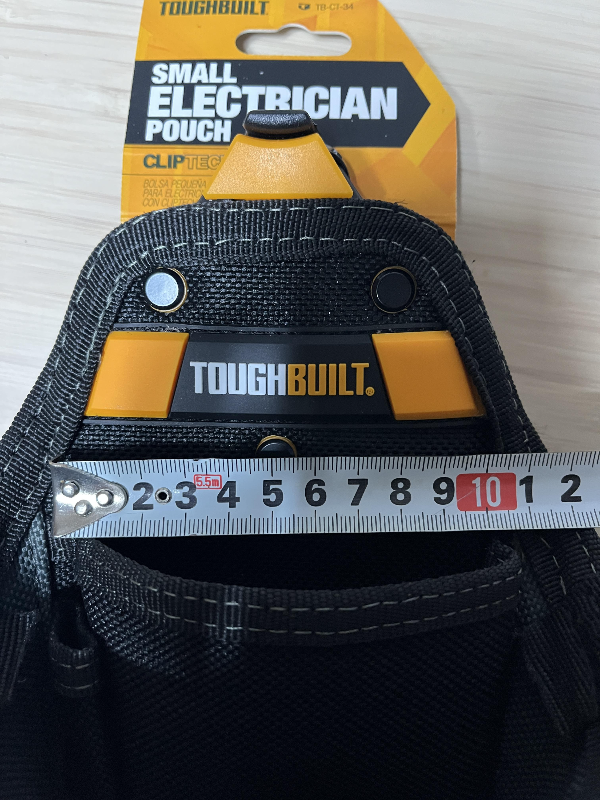 TOUGHBUILT
TB-CT-34
SMALL
ELECTRICIAN
POUCH
CLIPTEC
BOLSA PEQUEÑA
PARA ELECTRIC
CON CLIPTE
TOUGHBUILT®
5.5m
2 3 4 5 6 7 8 9 10 1 2